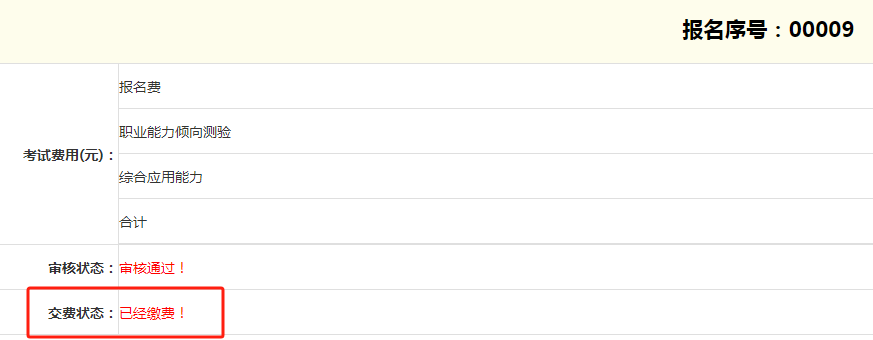 报名序号：00009
报名费
职业能力倾向测验
考试费用(元)：
综合应用能力
合计
审核状态：审核通过！
交费状态：已经缴费！